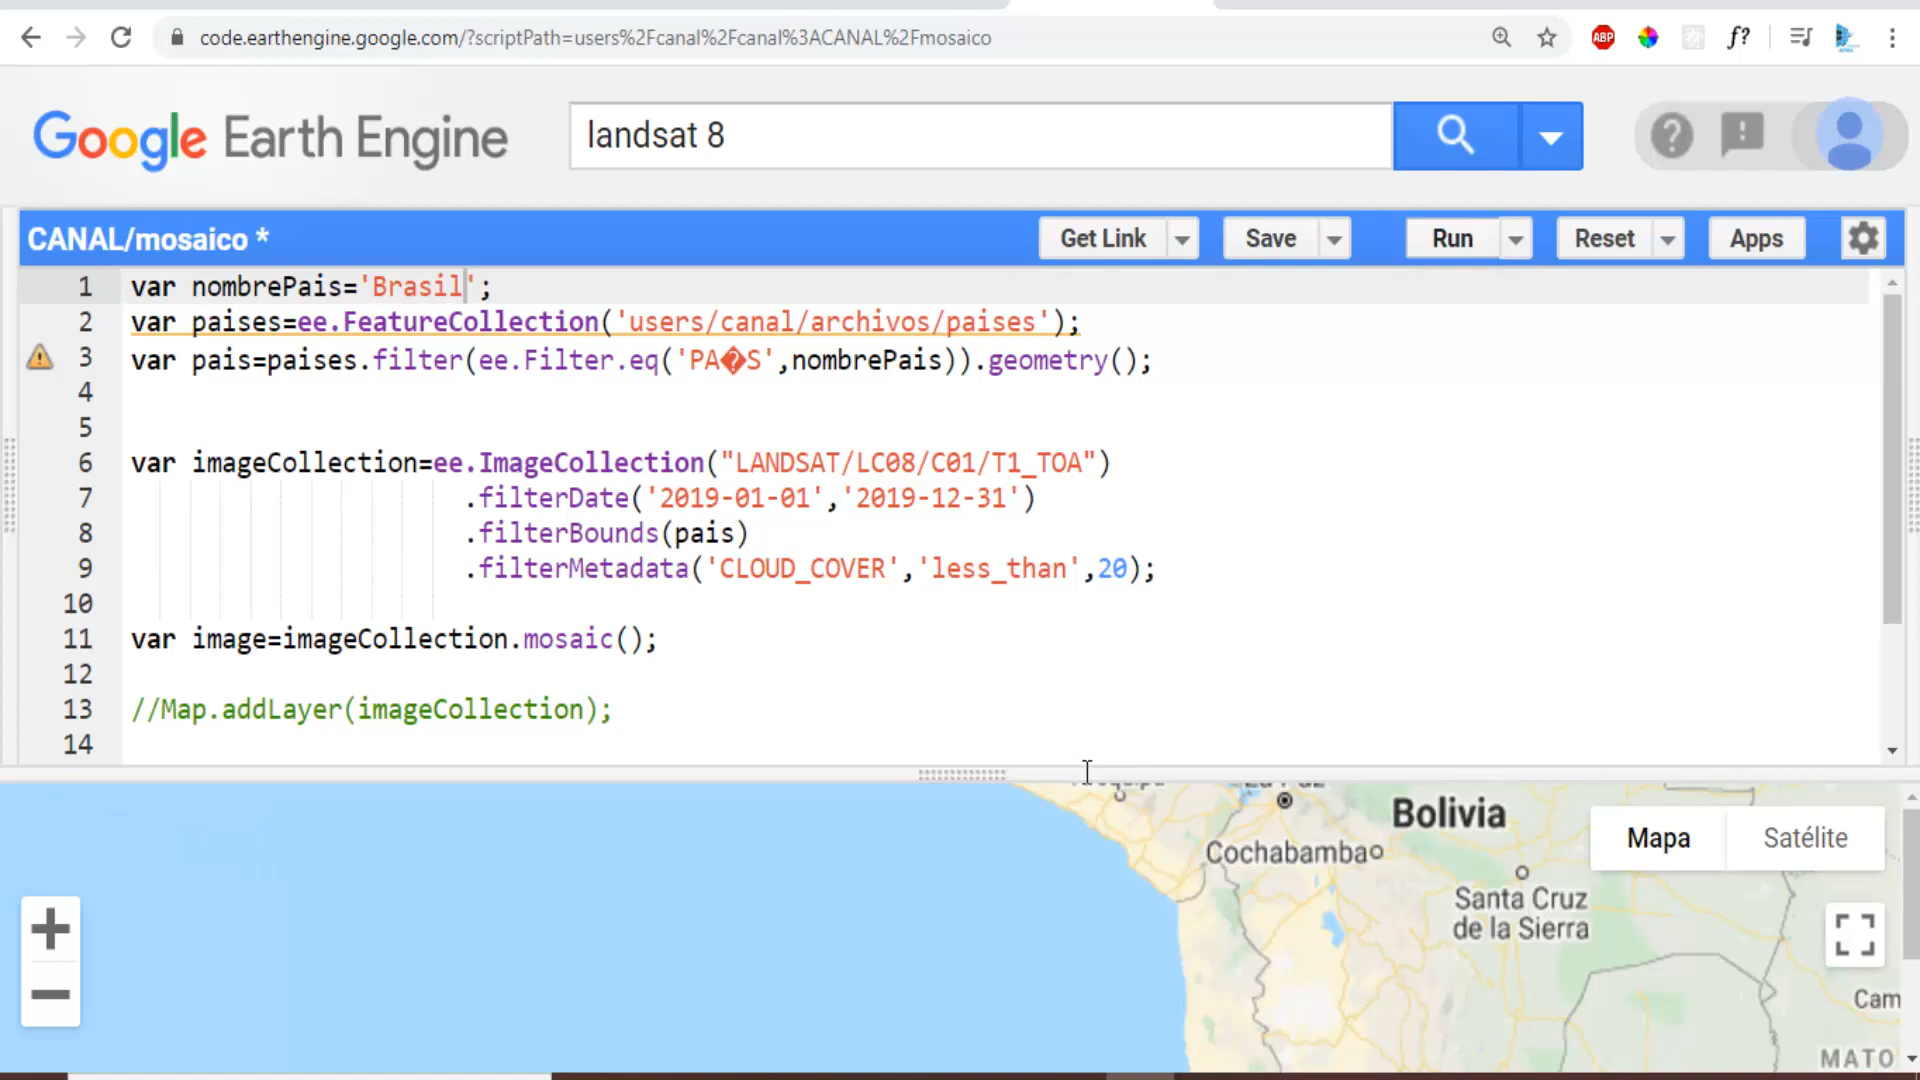 code.earthengine.google.com/?scriptPath=users%2Fcanal%2Fcanal%3ACANAL%2Fmosaico
ABP
f?
Google Earth Engine
landsat 8
CANAL/mosaico *
Get Link
Save
Run
Reset
Apps
1 var nombrePais='Brasil';
2 var paises=ee.FeatureCollection('users/canal/archivos/paises');
3 var pais=paises.filter(ee.Filter.eq('PA�S',nombrePais)).geometry();
4
5
6 var imageCollection=ee.ImageCollection("LANDSAT/LC08/C01/T1_TOA")
7 .filterDate('2019-01-01','2019-12-31')
8 .filterBounds(pais)
9 .filterMetadata('CLOUD_COVER','less_than',20);
10
11 var image=imageCollection.mosaic();
12
13 //Map.addLayer(imageCollection);
14
Bolivia
Cochabamba
Santa Cruz
de la Sierra
Mapa
Satélite
Cam
MATO